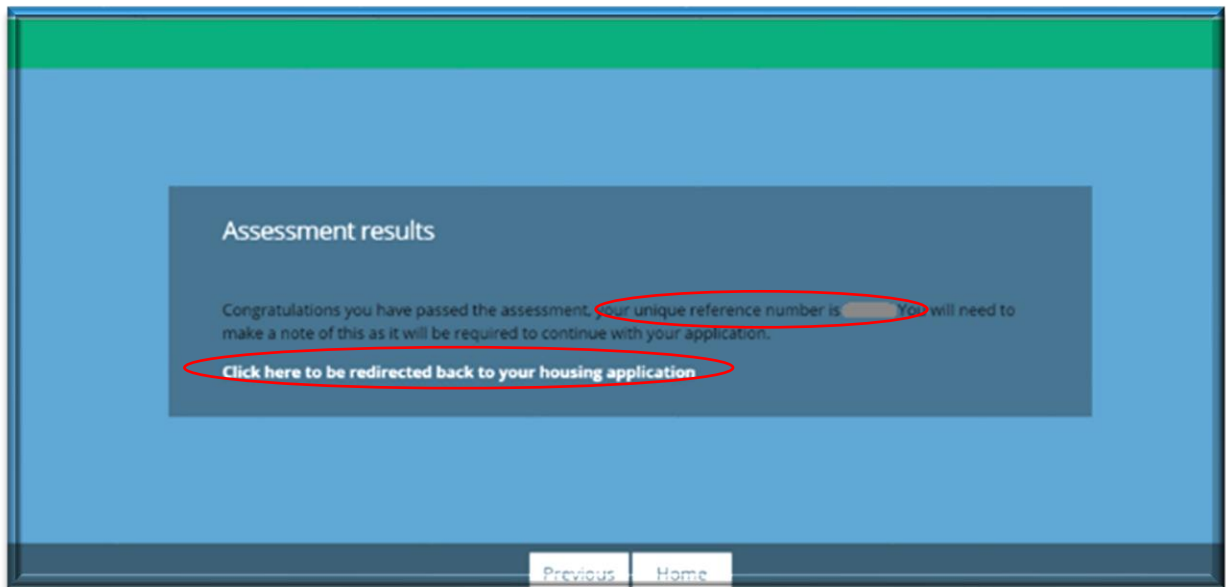 Assessment results
Congratulations you have passed the assessment, your unique reference number is You will need to
make a note of this as it will be required to continue with your application.
Click here to be redirected back to your housing application
Previous Home